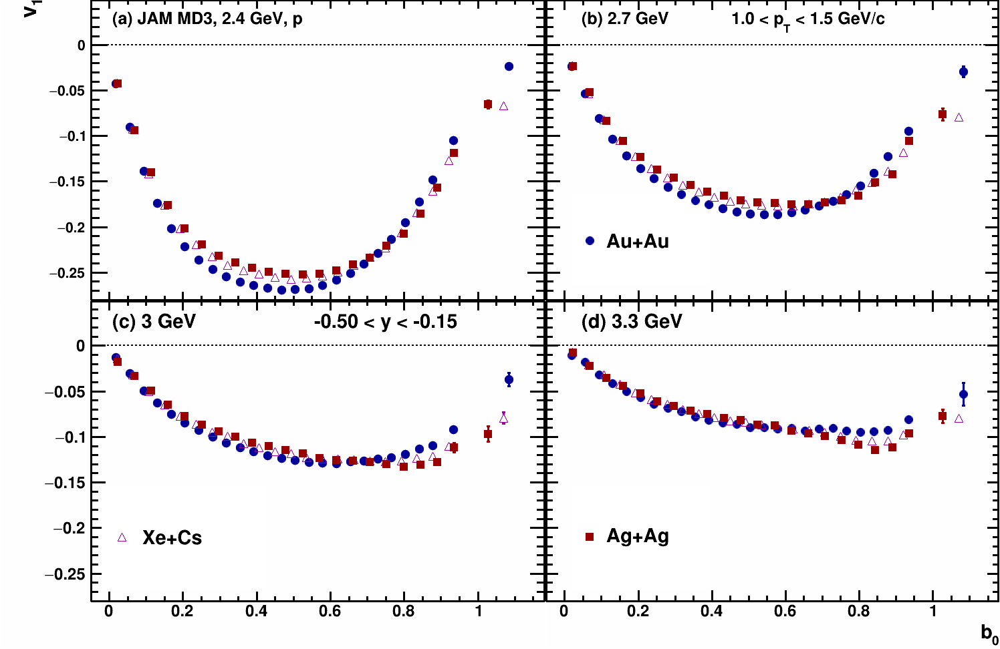 v1
(a) JAM MD3, 2.4 GeV, p
(b) 2.7 GeV
1.0 < pT < 1.5 GeV/c
0
−0.05
−0.1
−0.15
−0.2
−0.25
Au+Au
(c) 3 GeV
-0.50 < y < -0.15
(d) 3.3 GeV
0
−0.05
−0.1
−0.15
−0.2
−0.25
Xe+Cs
Ag+Ag
0 0.2 0.4 0.6 0.8 1
0 0.2 0.4 0.6 0.8 1
b0